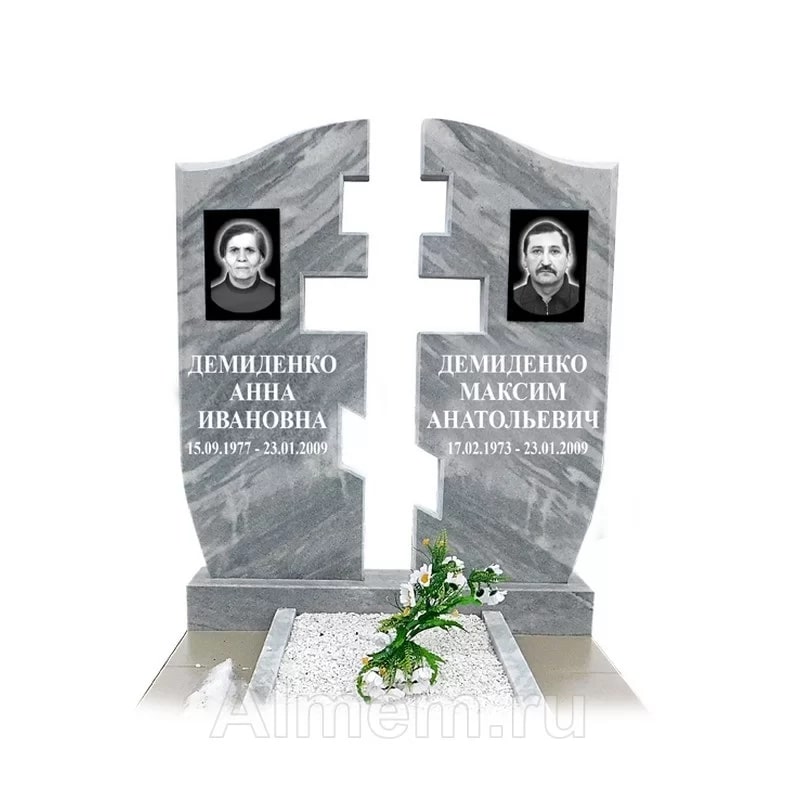 ДЕМИДЕНКО
АННА
ИВАНОВНА
15.09.1977 - 23.01.2009
ДЕМИДЕНКО
МАКСИМ
АНАТОЛЬЕВИЧ
17.02.1973 - 23.01.2009
Almem.ru